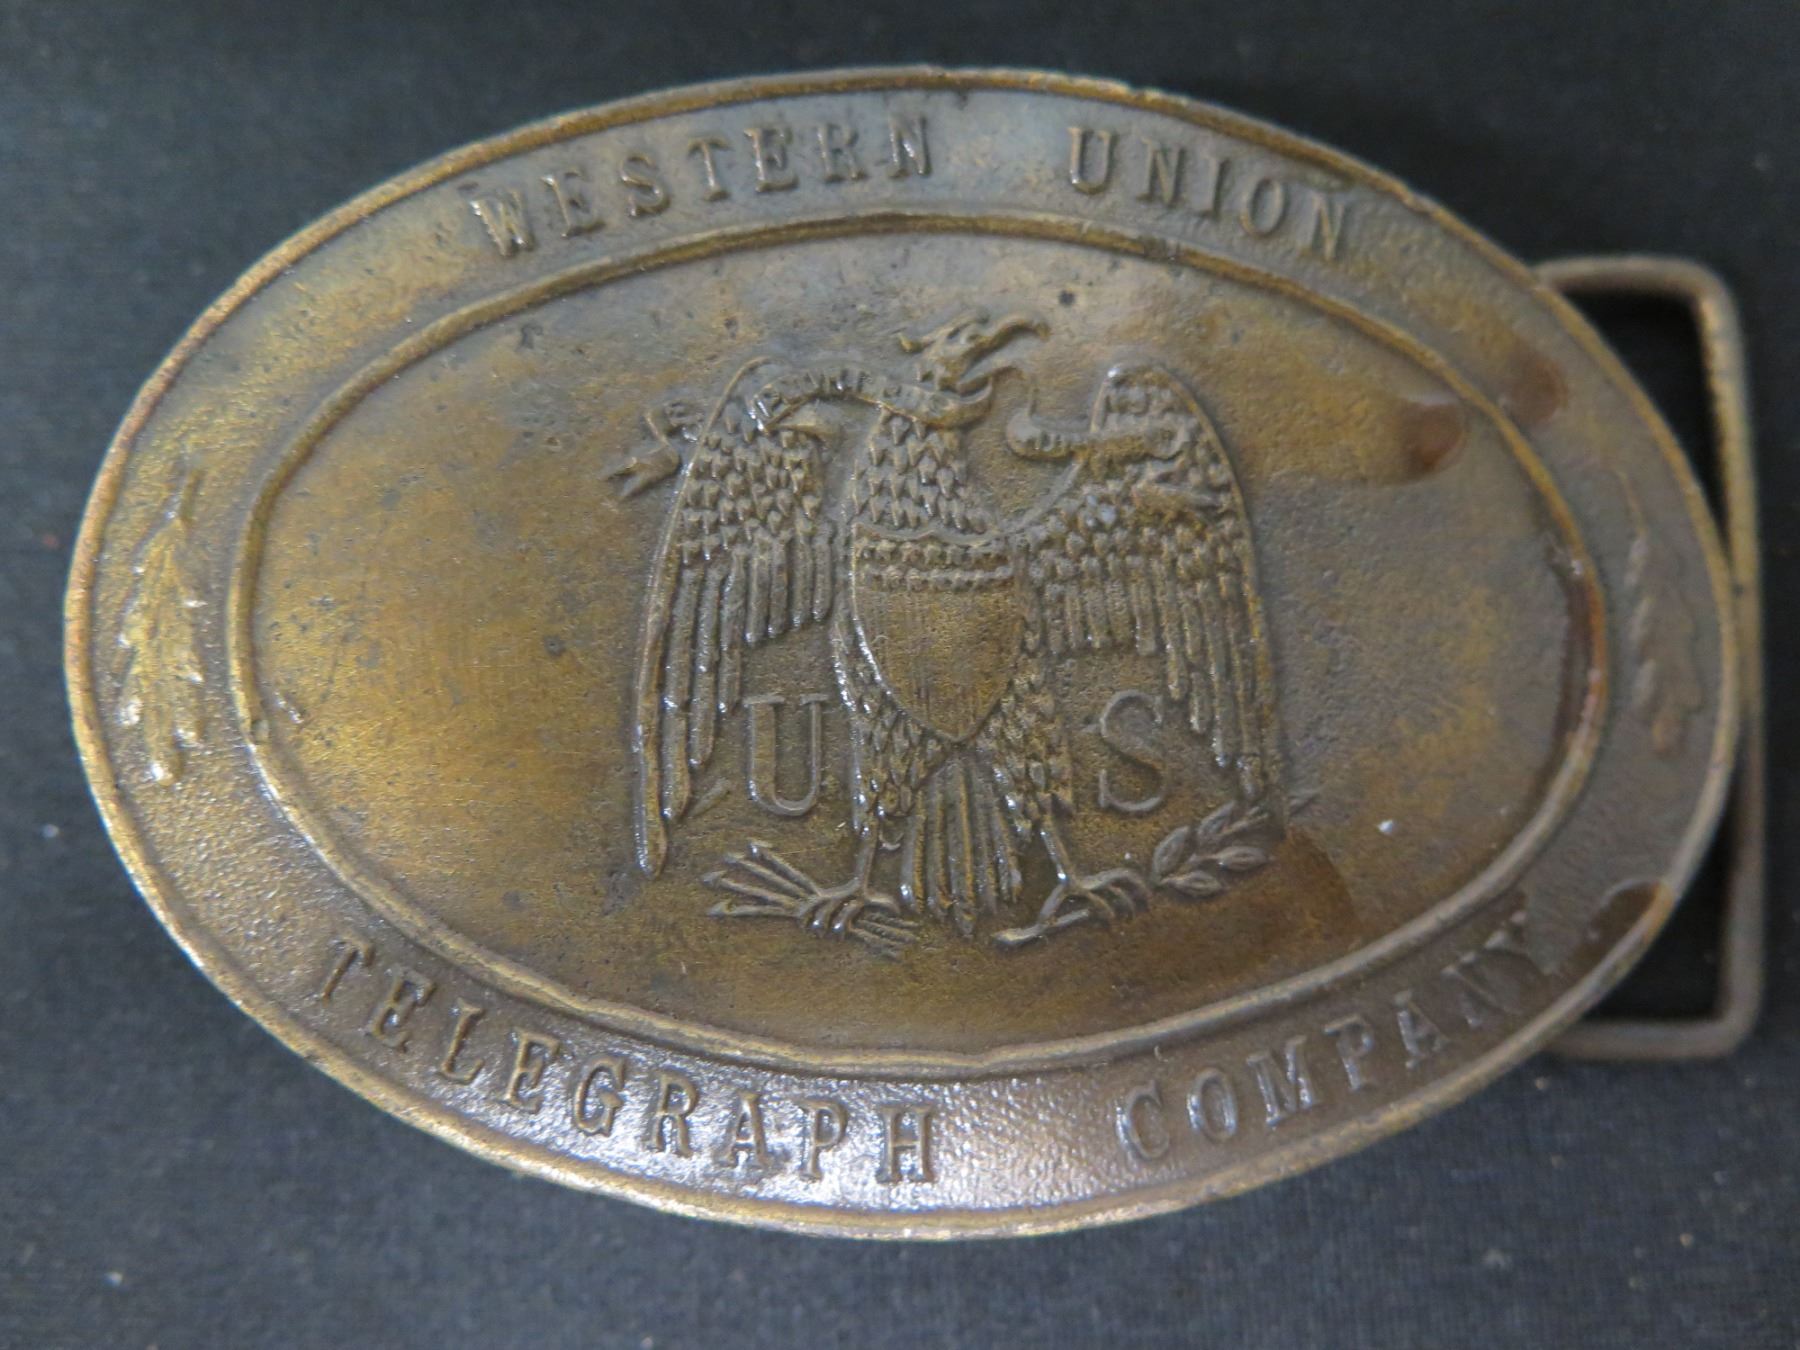 WESTERN UNION
U S
TELEGRAPH COMPANY